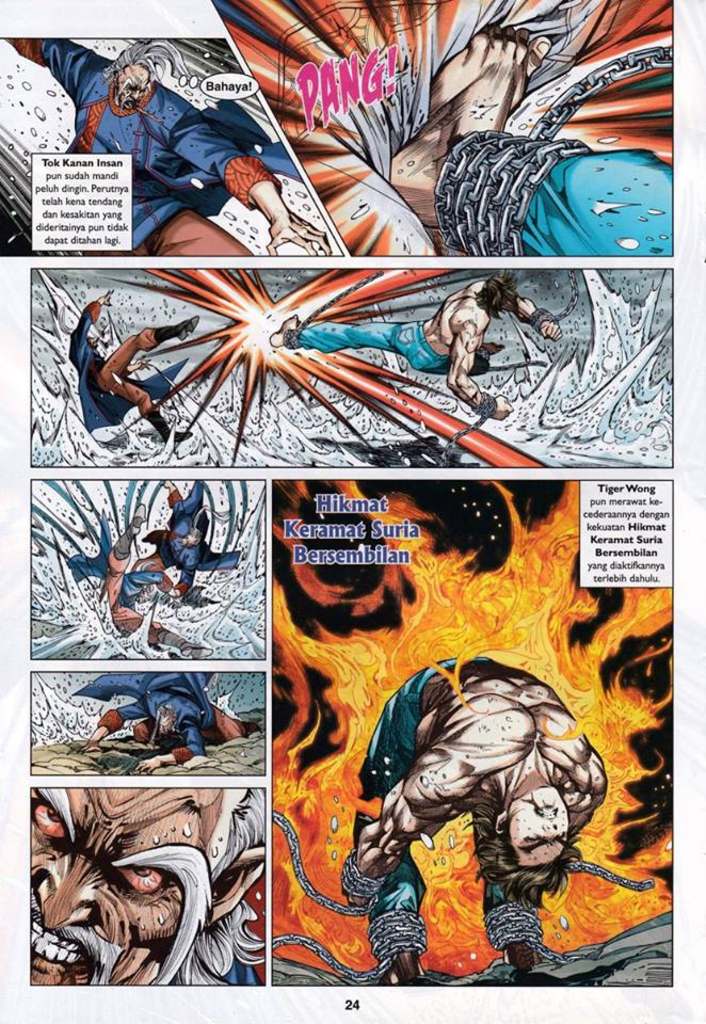 Bahaya!
PANG!
Tok Kanan Insan
pun sudah mandi
peluh dingin. Perutnya
telah kena tendang
dan kesakitan yang
dideritainya pun tidak
dapat ditahan lagi.
Hikmat
Keramat Suria
Bersembilan
Tiger Wong
pun merawat ke-
cederaannya dengan
kekuatan Hikmat
Keramat Suria
Bersembilan
yang diaktifkannya
terlebih dahulu.
24